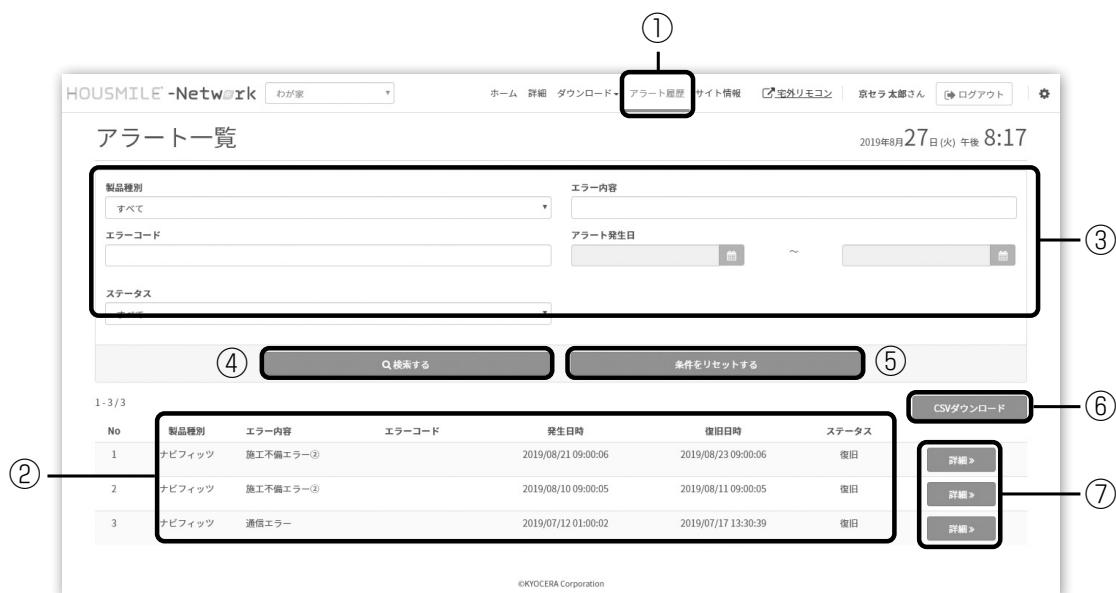 ①
HOUSMILE-Network わが家 ホーム 詳細 ダウンロード アラート履歴 サイト情報 宅外リモコン 京セラ 太郎さん ログアウト
アラート一覧 2019年8月27日(火) 午後 8:17
製品種別 エラー内容
すべて
エラーコード アラート発生日
～
③
ステータス
すべて
④ 検索する 条件をリセットする ⑤
1 - 3 / 3 CSVダウンロード ⑥
No 製品種別 エラー内容 エラーコード 発生日時 復旧日時 ステータス
1 ナビフィッツ 施工不備エラー② 2019/08/21 09:00:06 2019/08/23 09:00:06 復旧 詳細 »
②
2 ナビフィッツ 施工不備エラー② 2019/08/10 09:00:05 2019/08/11 09:00:05 復旧 詳細 » ⑦
3 ナビフィッツ 通信エラー 2019/07/12 01:00:02 2019/07/17 13:30:39 復旧 詳細 »
©KYOCERA Corporation